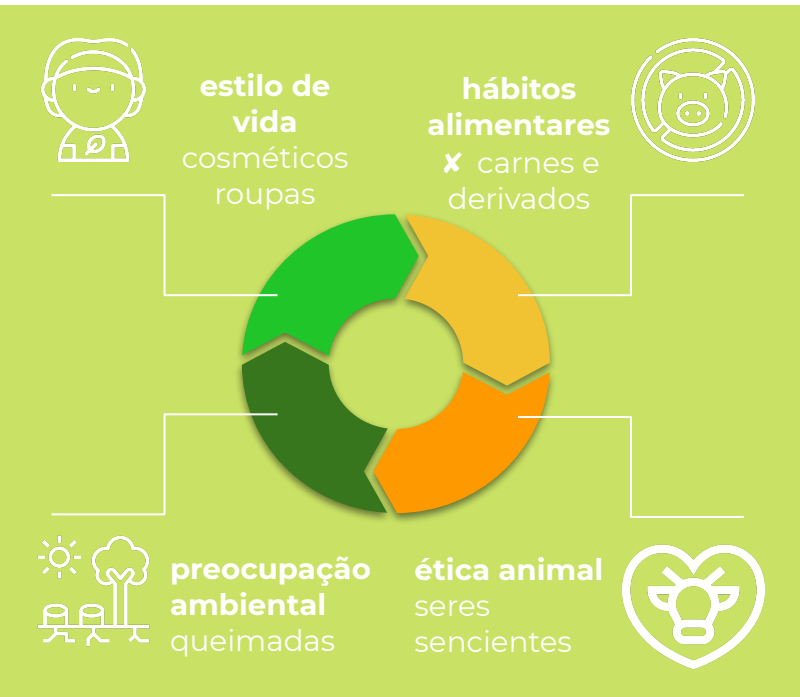 estilo de
vida
cosméticos
roupas
hábitos
alimentares
✘ carnes e
derivados
preocupação
ambiental
queimadas
ética animal
seres
sencientes